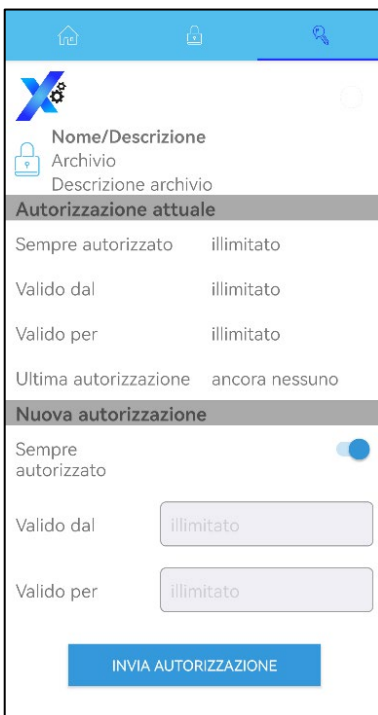 Nome/Descrizione
Archivio
Descrizione archivio
Autorizzazione attuale
Sempre autorizzato illimitato
Valido dal illimitato
Valido per illimitato
Ultima autorizzazione ancora nessuno
Nuova autorizzazione
Sempre
autorizzato
Valido dal illimitato
Valido per illimitato
INVIA AUTORIZZAZIONE